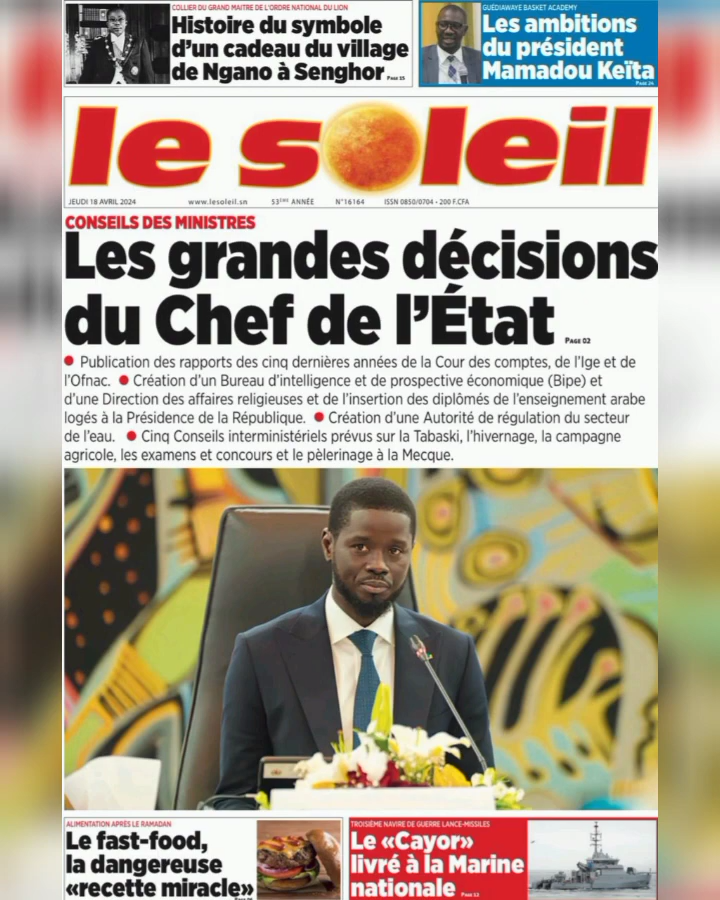 COLLIER DU GRAND MAITRE DE L'ORDRE NATIONAL DU LION
Histoire du symbole
d'un cadeau du village
de Ngano à Senghor Page 15
GUÉDIAWAYE BASKET ACADEMY
Les ambitions
du président
Mamadou Keïta
Page 24
le soleil
JEUDI 18 AVRIL 2024 www.lesoleil.sn 53ème ANNÉE N°16164 ISSN 0850/0704 - 200 F.CFA
CONSEILS DES MINISTRES
Les grandes décisions
du Chef de l'État Page 02
● Publication des rapports des cinq dernières années de la Cour des comptes, de l'Ige et de
l'Ofnac. ● Création d'un Bureau d'intelligence et de prospective économique (Bipe) et
d'une Direction des affaires religieuses et de l'insertion des diplômés de l'enseignement arabe
logés à la Présidence de la République. ● Création d'une Autorité de régulation du secteur
de l'eau. ● Cinq Conseils interministériels prévus sur la Tabaski, l'hivernage, la campagne
agricole, les examens et concours et le pèlerinage à la Mecque.
ALIMENTATION APRÈS LE RAMADAN
Le fast-food,
la dangereuse
«recette miracle»
TROISIÈME NAVIRE DE GUERRE LANCE-MISSILES
Le «Cayor»
livré à la Marine
nationale Page 12